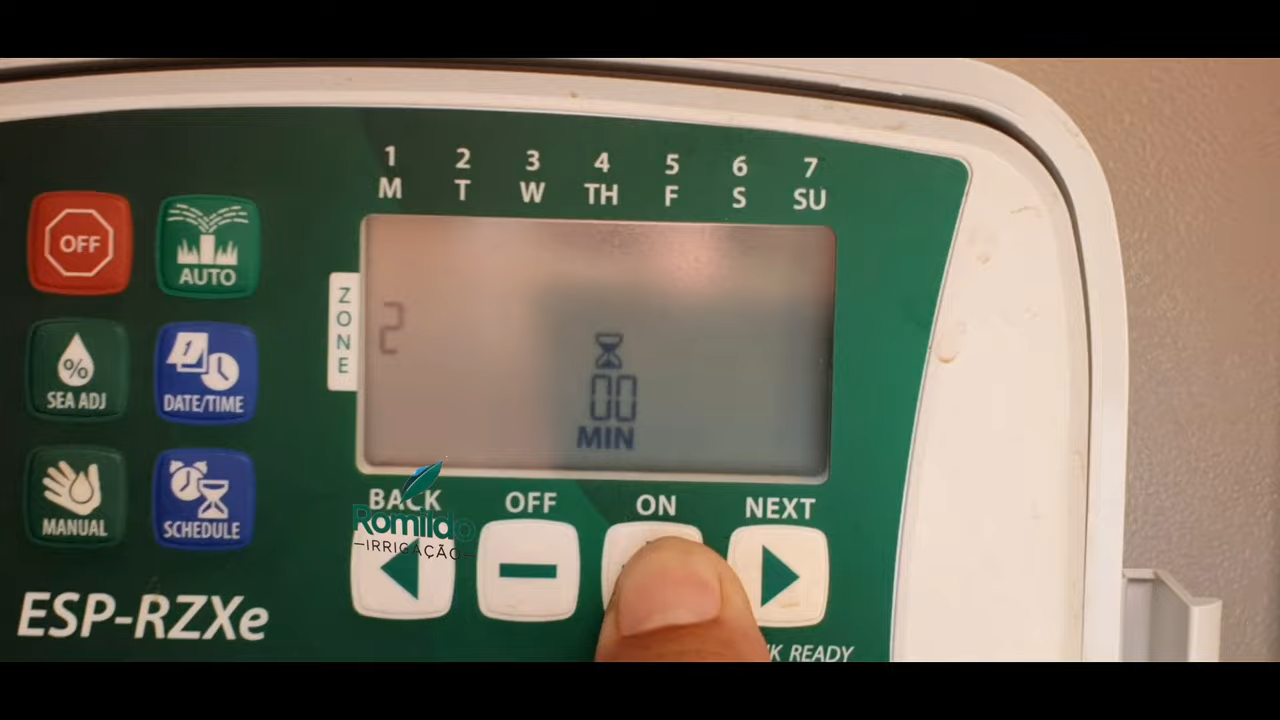 1 2 3 4 5 6 7
M T W TH F S SU
OFF
AUTO
ZONE
2
%
SEA ADJ
1
DATE/TIME
00
MIN
MANUAL
SCHEDULE
BACK OFF ON NEXT
Romildo
IRRIGAÇÃO
ESP-RZXe
READY